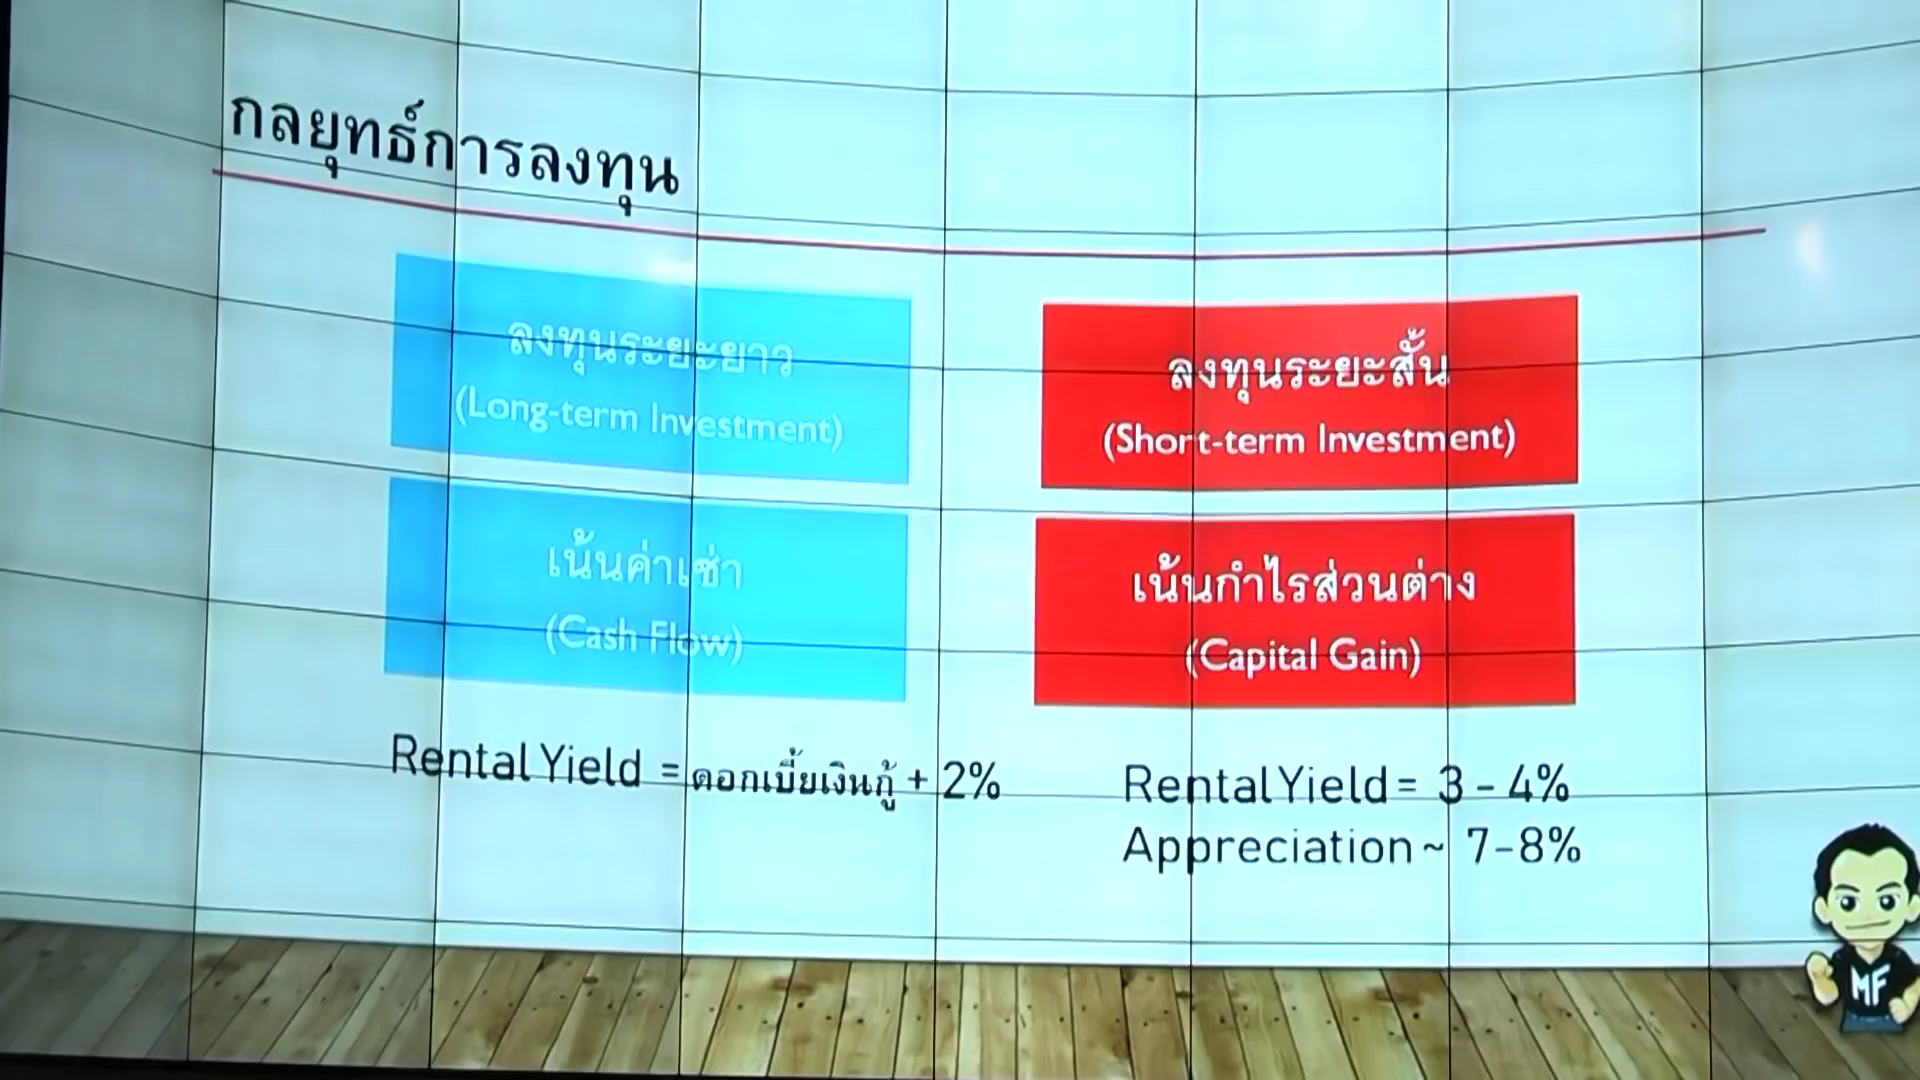 กลยุทธ์การลงทุน
ลงทุนระยะยาว
(Long-term Investment)
เน้นค่าเช่า
(Cash Flow)
Rental Yield = ดอกเบี้ยเงินกู้ + 2%
ลงทุนระยะสั้น
(Short-term Investment)
เน้นกำไรส่วนต่าง
(Capital Gain)
Rental Yield = 3 - 4%
Appreciation ~ 7-8%
MF